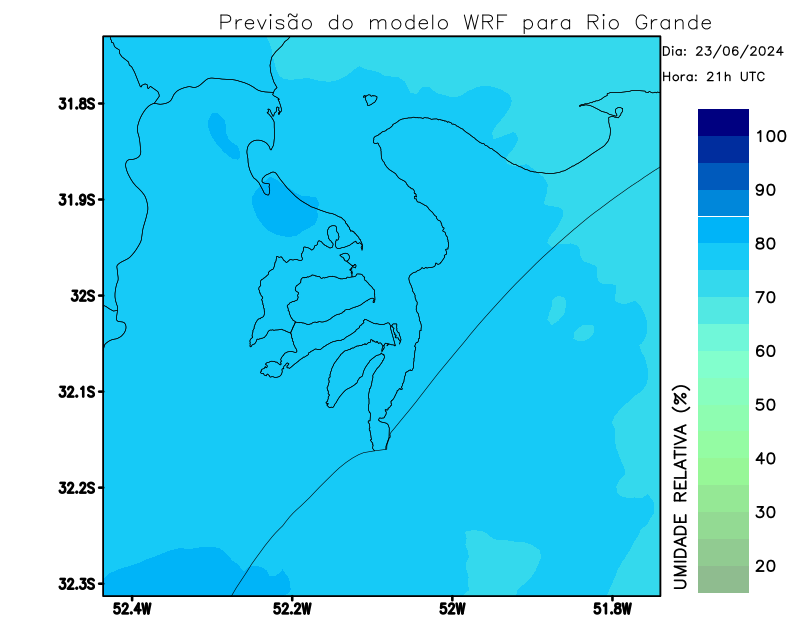 Previsão do modelo WRF para Rio Grande
Dia: 23/06/2024
Hora: 21h UTC
31.8S
31.9S
32S
32.1S
32.2S
32.3S
52.4W
52.2W
52W
51.8W
100
90
80
70
60
50
40
30
20
UMIDADE RELATIVA (%)